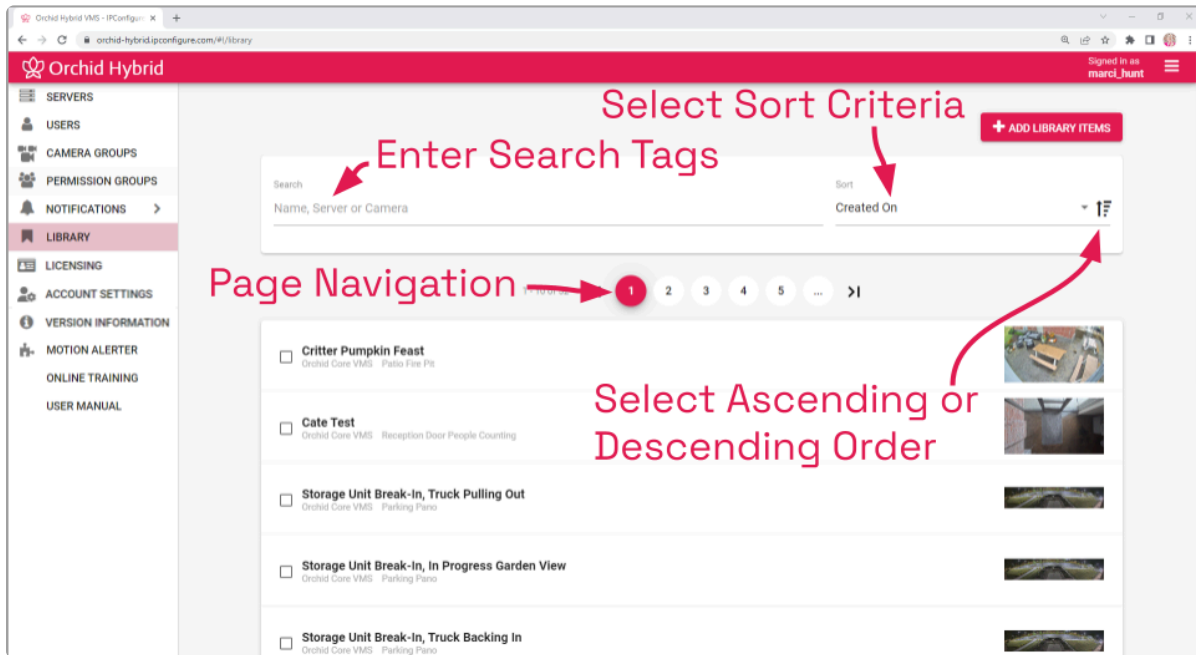 Orchid Hybrid VMS - IPConfigure
orchid-hybrid.ipconfigure.com/#!/library
Orchid Hybrid
Signed in as
marci_hunt
SERVERS
USERS
CAMERA GROUPS
PERMISSION GROUPS
NOTIFICATIONS
LIBRARY
LICENSING
ACCOUNT SETTINGS
VERSION INFORMATION
MOTION ALERTER
ONLINE TRAINING
USER MANUAL
Select Sort Criteria
+ ADD LIBRARY ITEMS
Enter Search Tags
Search
Name, Server or Camera
Sort
Created On
Page Navigation
1 2 3 4 5 ...
Select Ascending or
Descending Order
Critter Pumpkin Feast
Orchid Core VMS Patio Fire Pit
Cate Test
Orchid Core VMS Reception Door People Counting
Storage Unit Break-In, Truck Pulling Out
Orchid Core VMS Parking Pano
Storage Unit Break-In, In Progress Garden View
Orchid Core VMS Parking Pano
Storage Unit Break-In, Truck Backing In
Orchid Core VMS Parking Pano